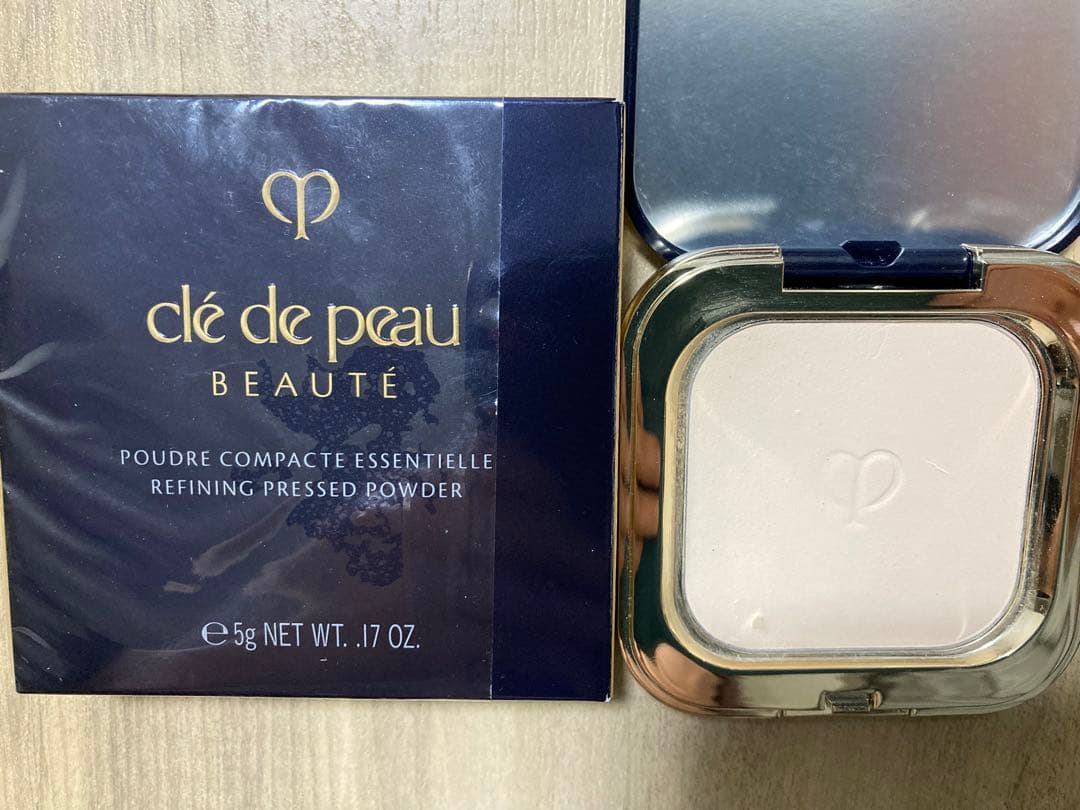 clé de peau
BEAUTÉ
POUDRE COMPACTE ESSENTIELLE
REFINING PRESSED POWDER
℮ 5g NET WT. .17 OZ.